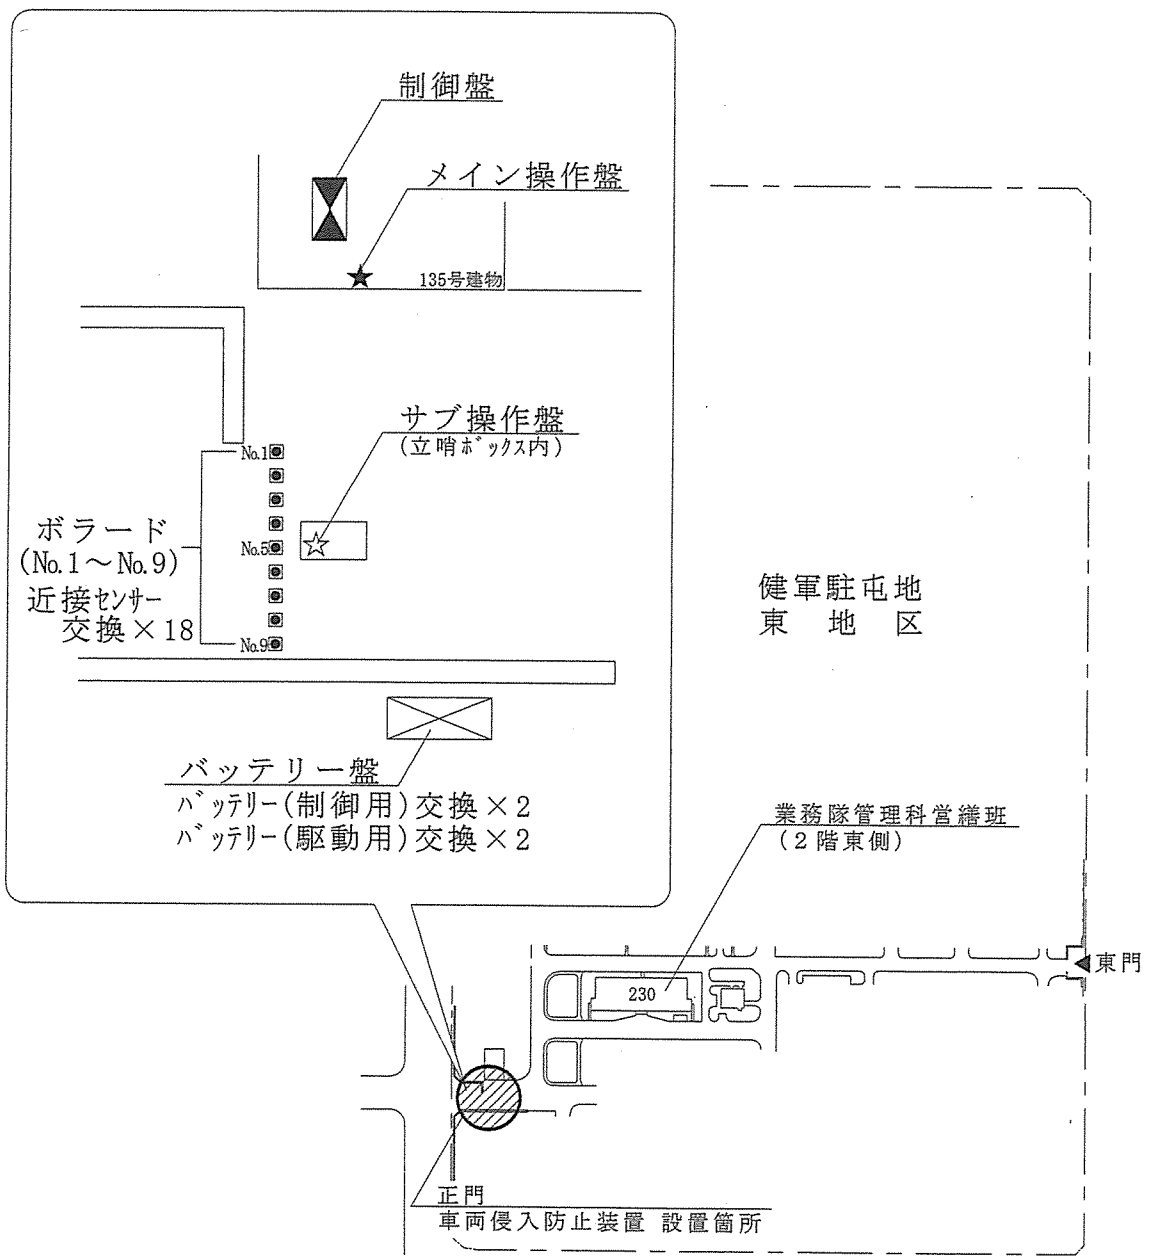 制御盤
メイン操作盤
135号建物
サブ操作盤
(立哨ボックス内)
No.1
No.5
No.9
ボラード
(No.1～No.9)
近接センサー
交換×18
バッテリー盤
バッテリー(制御用)交換×2
バッテリー(駆動用)交換×2
健軍駐屯地
東 地 区
業務隊管理科営繕班
(2階東側)
230
東門
正門
車両侵入防止装置 設置箇所